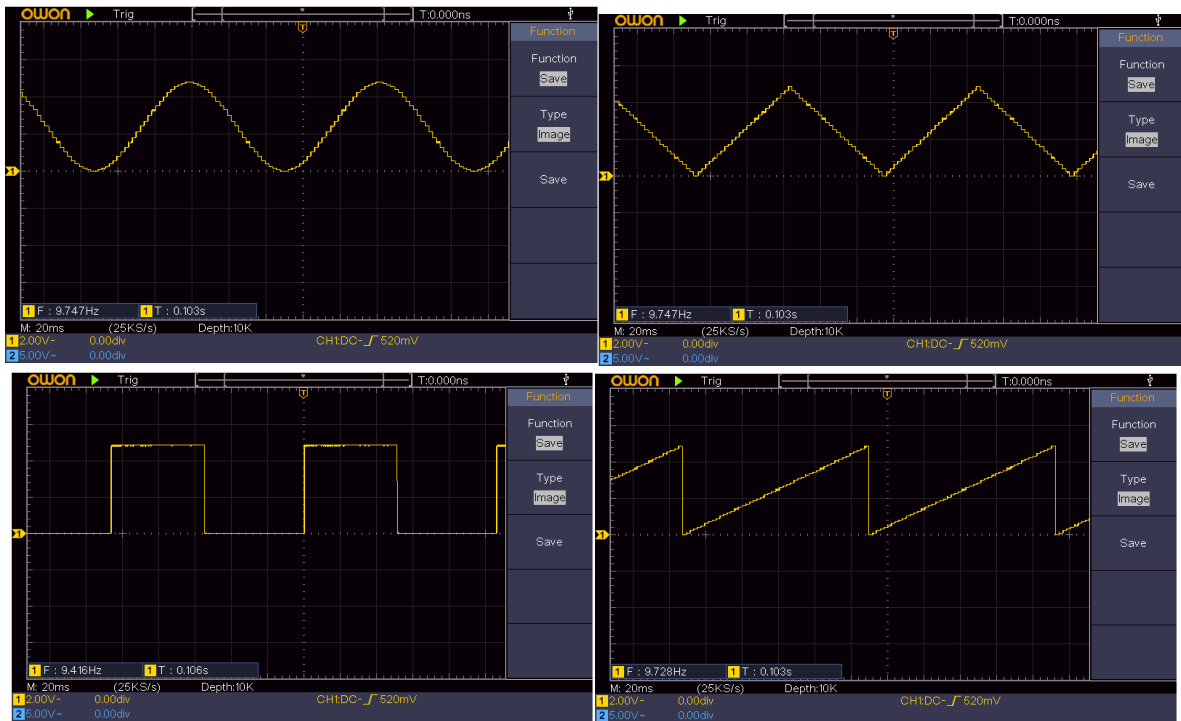 OWON Trig T:0.000ns
T
Function
Function
Save
Type
Image
Save
1
1 F : 9.747Hz 1 T : 0.103s
M: 20ms (25KS/s) Depth:10K
1 2.00V- 0.00div CH1:DC- 520mV
2 5.00V~ 0.00div
OWON Trig T:0.000ns
T
Function
Function
Save
Type
Image
Save
1
1 F : 9.747Hz 1 T : 0.103s
M: 20ms (25KS/s) Depth:10K
1 2.00V- 0.00div CH1:DC- 520mV
2 5.00V~ 0.00div
OWON Trig T:0.000ns
T
Function
Function
Save
Type
Image
Save
1
1 F : 9.416Hz 1 T : 0.106s
M: 20ms (25KS/s) Depth:10K
1 2.00V- 0.00div CH1:DC- 520mV
2 5.00V~ 0.00div
OWON Trig T:0.000ns
T
Function
Function
Save
Type
Image
Save
1
1 F : 9.728Hz 1 T : 0.103s
M: 20ms (25KS/s) Depth:10K
1 2.00V- 0.00div CH1:DC- 520mV
2 5.00V~ 0.00div